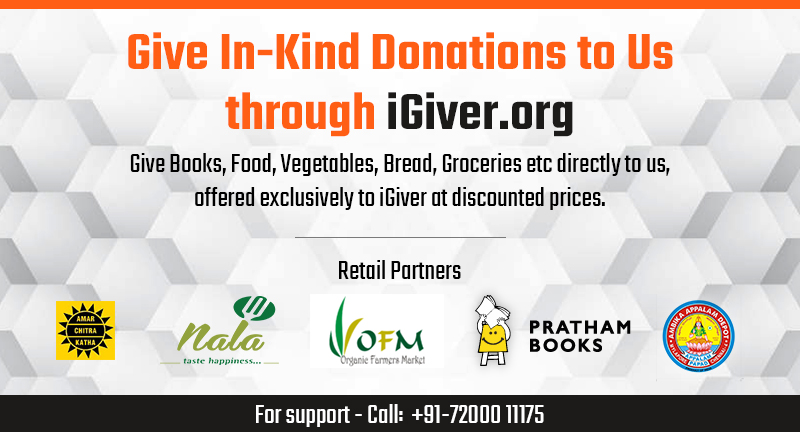 Give In-Kind Donations to Us
through iGiver.org
Give Books, Food, Vegetables, Bread, Groceries etc directly to us,
offered exclusively to iGiver at discounted prices.
Retail Partners
AMAR
CHITRA
KATHA
Nala
taste happiness...
OFM
Organic Farmers Market
PRATHAM
BOOKS
AMBIKA APPALAM DEPOT
APPALAM
PAPAD
For support - Call: +91-72000 11175